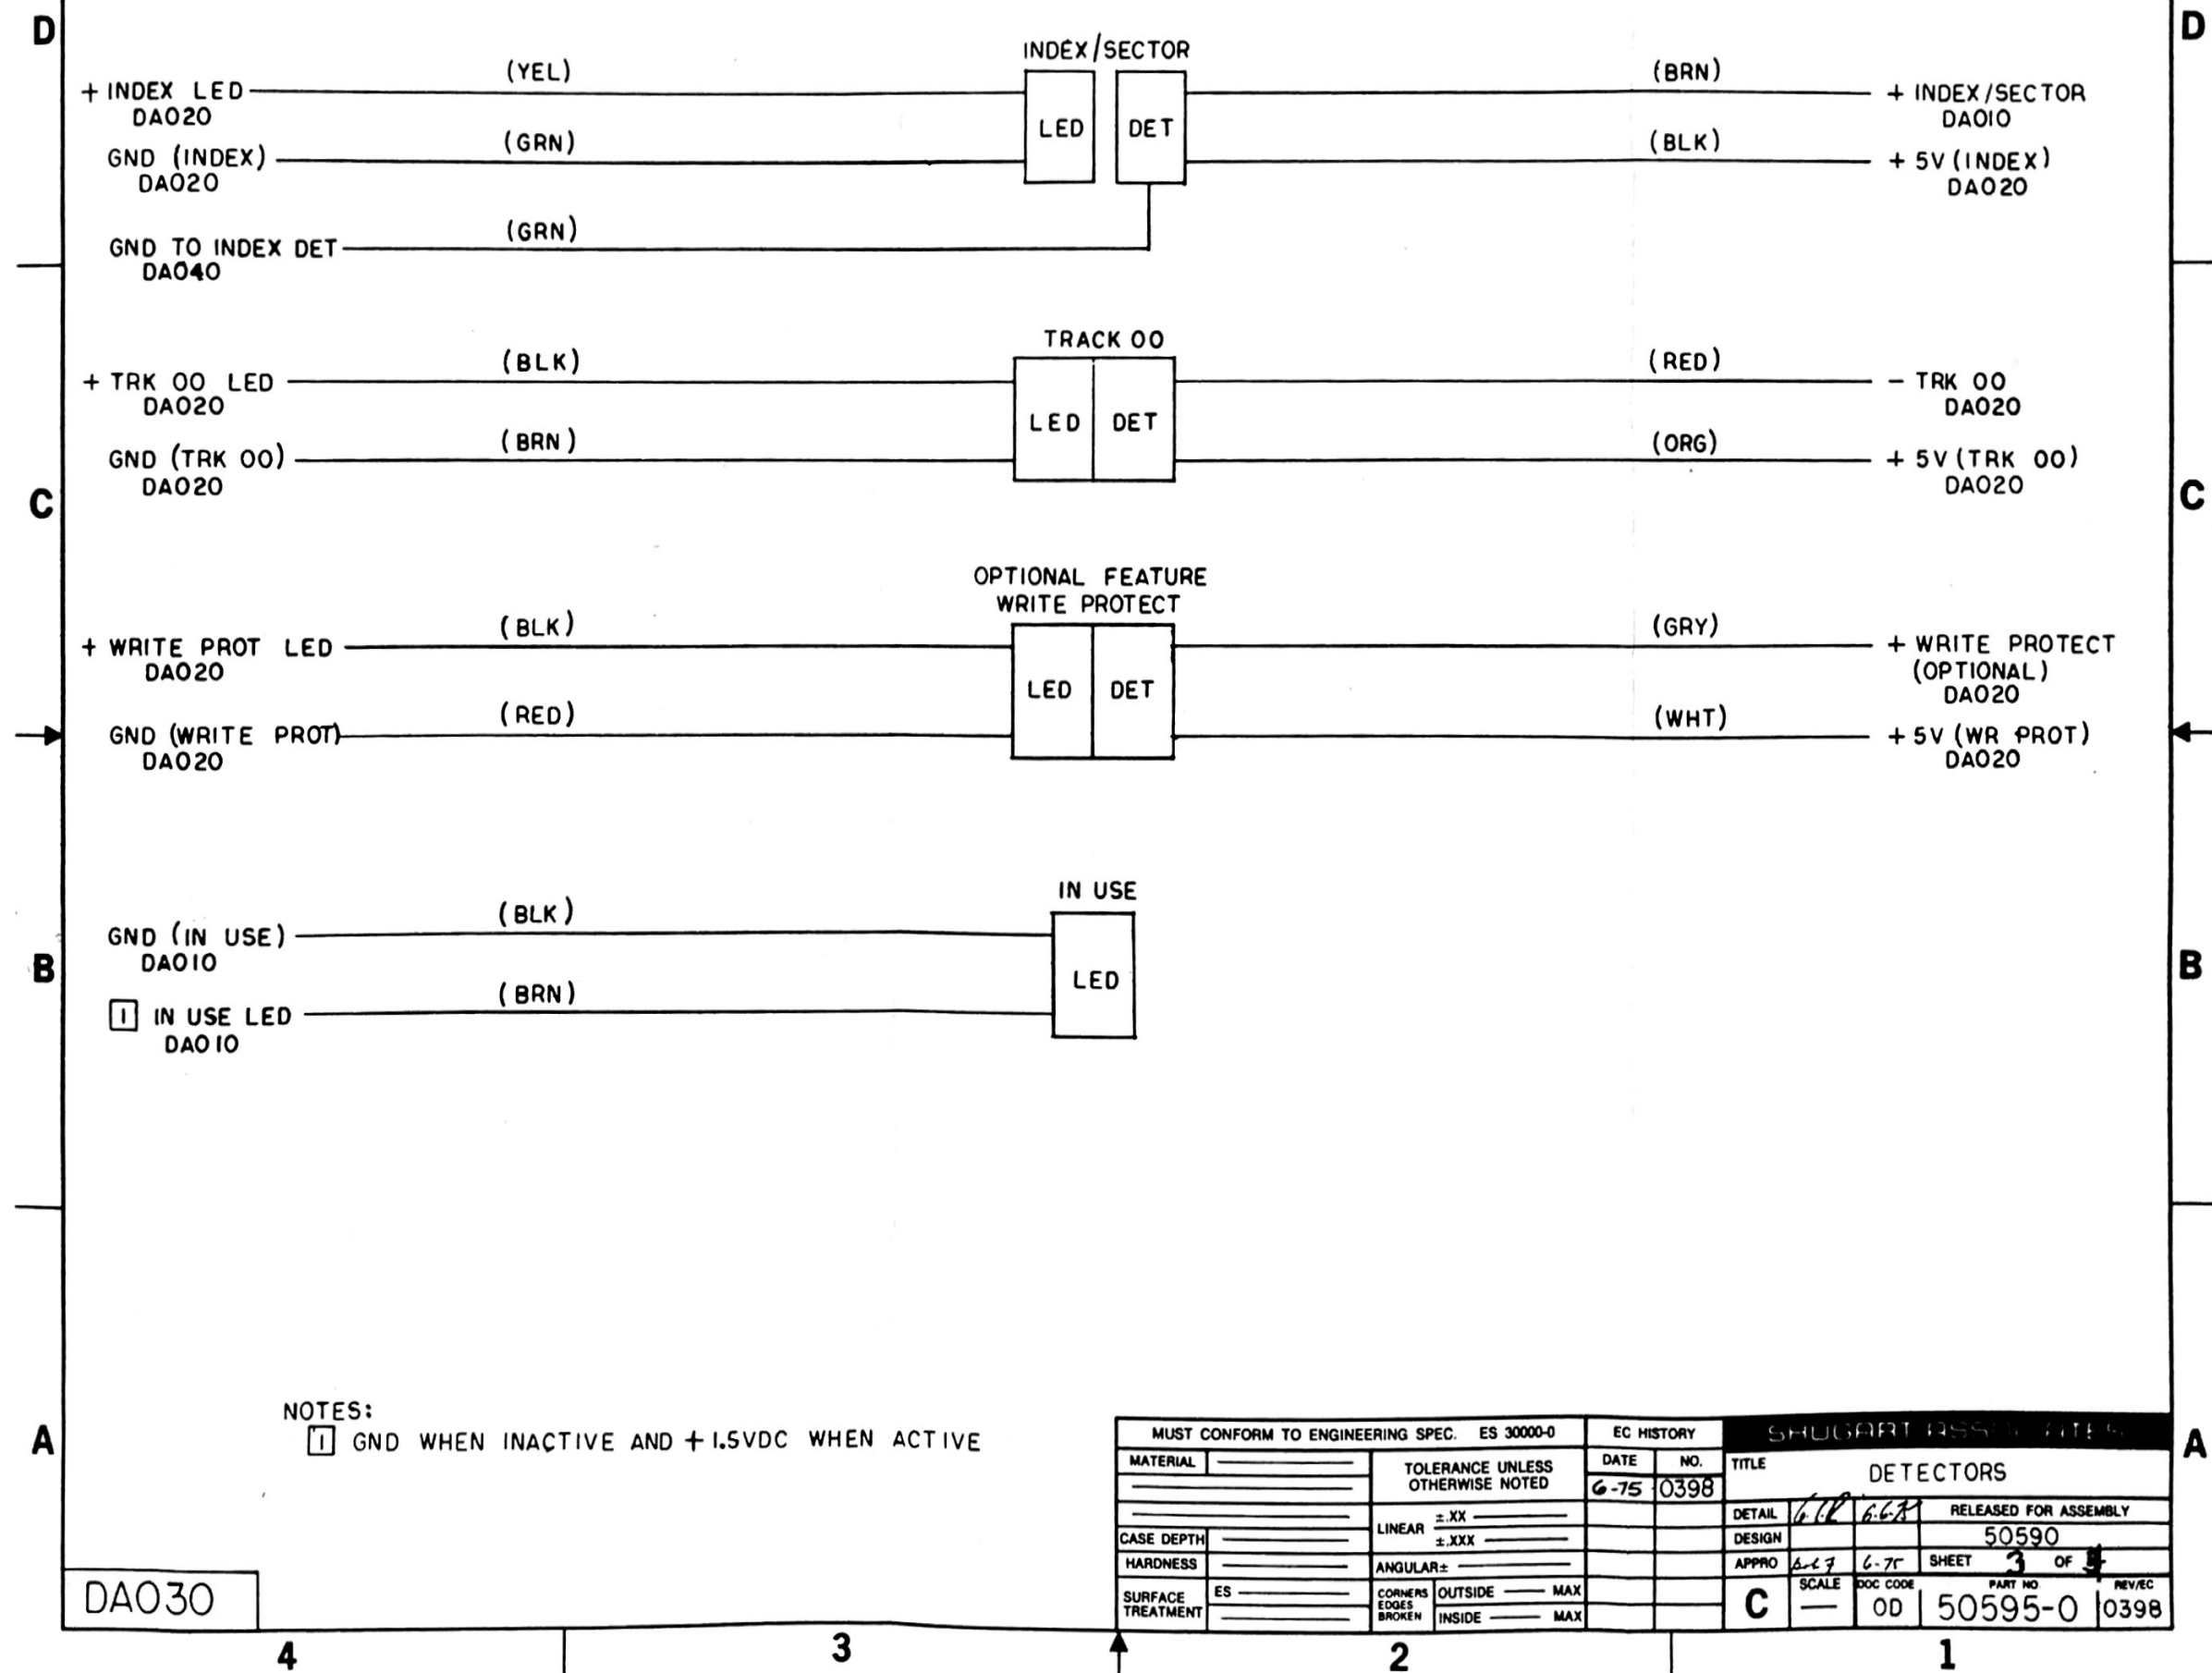 D
D
INDEX/SECTOR
+ INDEX LED
DA020
(YEL)
LED
DET
(BRN)
+ INDEX/SECTOR
DA010
GND (INDEX)
DA020
(GRN)
(BLK)
+ 5V (INDEX)
DA020
GND TO INDEX DET
DA040
(GRN)
TRACK 00
+ TRK 00 LED
DA020
(BLK)
LED
DET
(RED)
- TRK 00
DA020
GND (TRK 00)
DA020
(BRN)
(ORG)
+ 5V (TRK 00)
DA020
C
C
OPTIONAL FEATURE
WRITE PROTECT
+ WRITE PROT LED
DA020
(BLK)
LED
DET
(GRY)
+ WRITE PROTECT
(OPTIONAL)
DA020
GND (WRITE PROT)
DA020
(RED)
(WHT)
+ 5V (WR PROT)
DA020
IN USE
GND (IN USE)
DA010
(BLK)
LED
B
B
1 IN USE LED
DA010
(BRN)
NOTES:
1 GND WHEN INACTIVE AND +1.5VDC WHEN ACTIVE
A
A
MUST CONFORM TO ENGINEERING SPEC. ES 30000-0
MATERIAL
TOLERANCE UNLESS
OTHERWISE NOTED
LINEAR
±.XX
±.XXX
CASE DEPTH
HARDNESS
ANGULAR±
SURFACE
TREATMENT
ES
CORNERS
EDGES
BROKEN
OUTSIDE MAX
INSIDE MAX
EC HISTORY
DATE NO.
6-75 0398
SHUGART ASSOCIATES
TITLE
DETECTORS
DETAIL
RELEASED FOR ASSEMBLY
DESIGN
50590
APPRO
6-75
SHEET 3 OF
C
SCALE
—
DOC CODE
OD
PART NO.
50595-0
REV/EC
0398
DA030
4
3
2
1